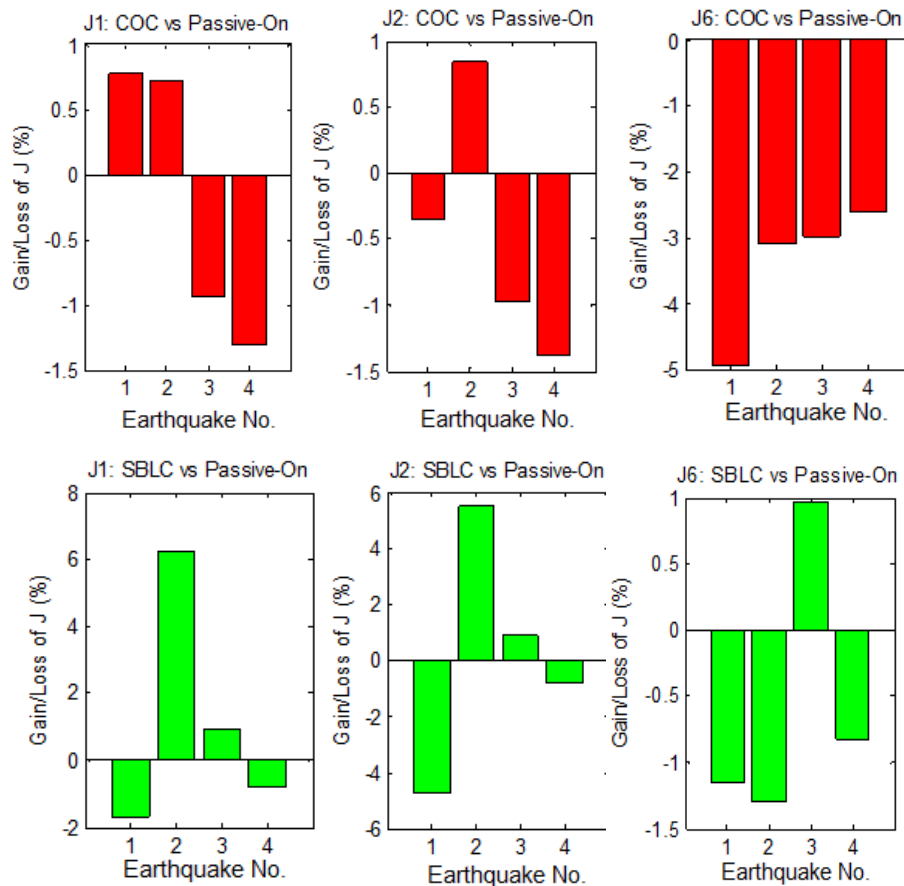 J1: COC vs Passive-On
J2: COC vs Passive-On
J6: COC vs Passive-On
Gain/Loss of J (%)
1
0.5
0
-0.5
-1
-1.5
1 2 3 4
Earthquake No.
Gain/Loss of J (%)
1
0.5
0
-0.5
-1
-1.5
1 2 3 4
Earthquake No.
Gain/Loss of J (%)
0
-1
-2
-3
-4
-5
1 2 3 4
Earthquake No.
J1: SBLC vs Passive-On
J2: SBLC vs Passive-On
J6: SBLC vs Passive-On
Gain/Loss of J (%)
8
6
4
2
0
-2
1 2 3 4
Earthquake No.
Gain/Loss of J (%)
6
4
2
0
-2
-4
-6
1 2 3 4
Earthquake No.
Gain/Loss of J (%)
1
0.5
0
-0.5
-1
-1.5
1 2 3 4
Earthquake No.